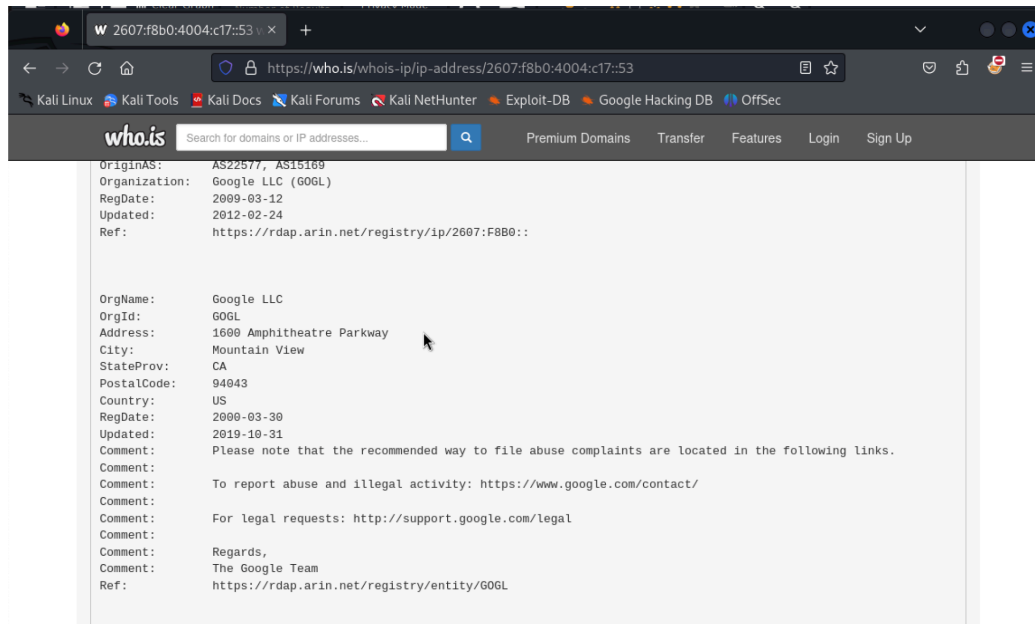 W 2607:f8b0:4004:c17::53
https://who.is/whois-ip/ip-address/2607:f8b0:4004:c17::53
Kali Linux Kali Tools Kali Docs Kali Forums Kali NetHunter Exploit-DB Google Hacking DB OffSec
who.is Search for domains or IP addresses... Premium Domains Transfer Features Login Sign Up
OriginAS: AS22577, AS15169
Organization: Google LLC (GOGL)
RegDate: 2009-03-12
Updated: 2012-02-24
Ref: https://rdap.arin.net/registry/ip/2607:F8B0::
OrgName: Google LLC
OrgId: GOGL
Address: 1600 Amphitheatre Parkway
City: Mountain View
StateProv: CA
PostalCode: 94043
Country: US
RegDate: 2000-03-30
Updated: 2019-10-31
Comment: Please note that the recommended way to file abuse complaints are located in the following links.
Comment:
Comment: To report abuse and illegal activity: https://www.google.com/contact/
Comment:
Comment: For legal requests: http://support.google.com/legal
Comment:
Comment: Regards,
Comment: The Google Team
Ref: https://rdap.arin.net/registry/entity/GOGL